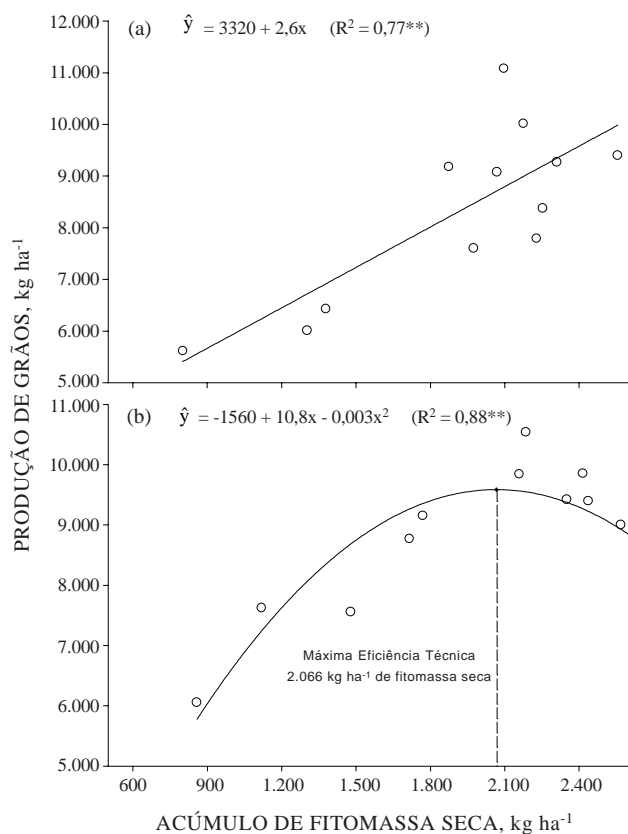 12.000
(a) ŷ = 3320 + 2,6x (R² = 0,77**)
11.000
10.000
9.000
8.000
7.000
6.000
5.000
PRODUÇÃO DE GRÃOS, kg ha⁻¹
11.000
(b) ŷ = -1560 + 10,8x - 0,003x² (R² = 0,88**)
10.000
9.000
8.000
7.000
6.000
5.000
Máxima Eficiência Técnica
2.066 kg ha⁻¹ de fitomassa seca
600 900 1.200 1.500 1.800 2.100 2.400
ACÚMULO DE FITOMASSA SECA, kg ha⁻¹